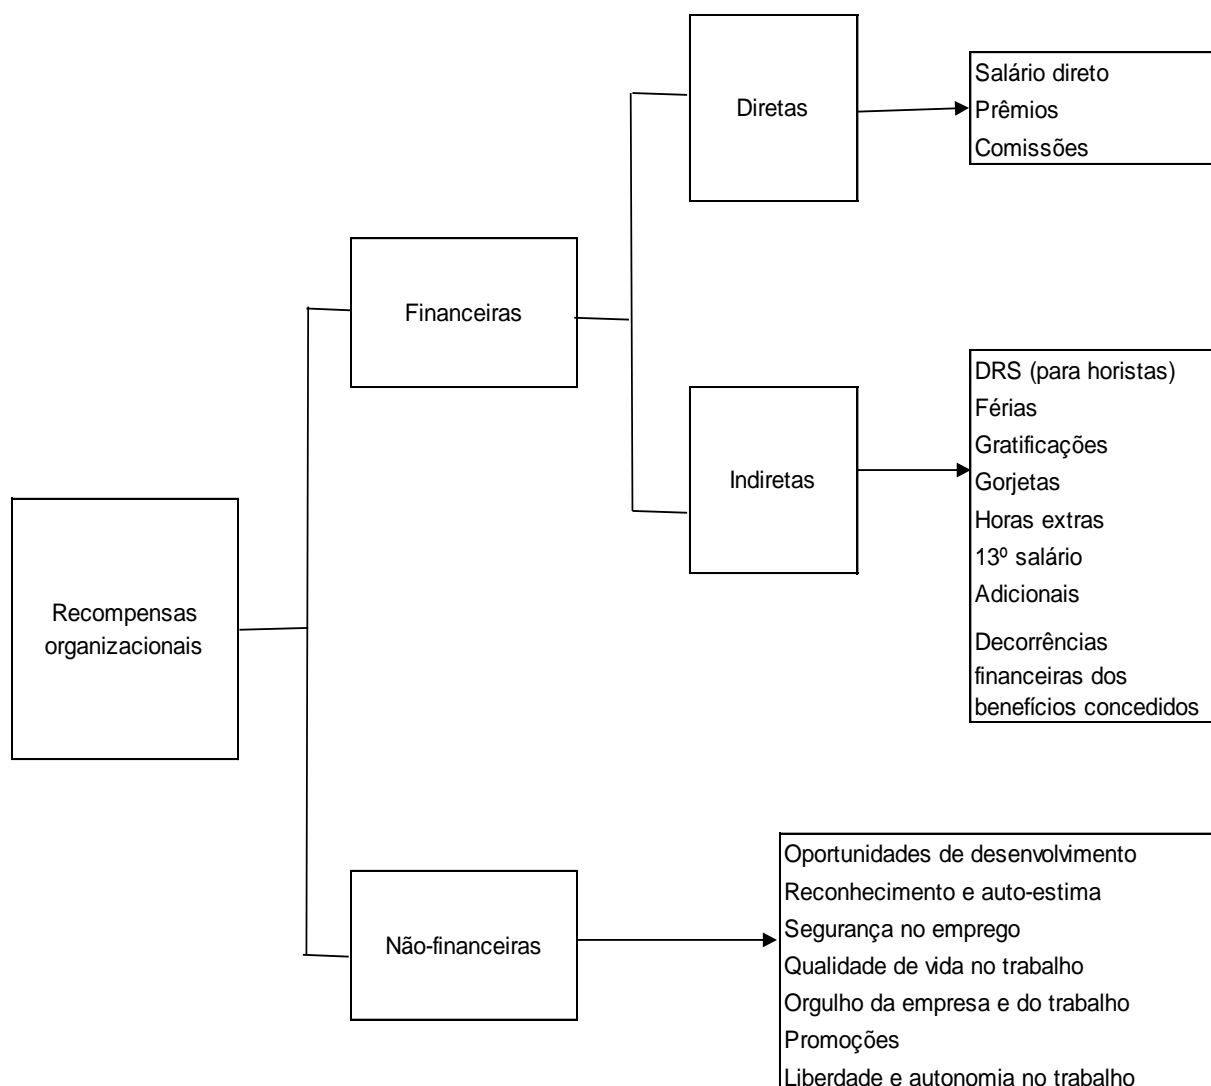 Diretas
Salário direto
Prêmios
Comissões
Financeiras
Indiretas
DRS (para horistas)
Férias
Gratificações
Gorjetas
Horas extras
13º salário
Adicionais
Decorrências
financeiras dos
benefícios concedidos
Recompensas
organizacionais
Não-financeiras
Oportunidades de desenvolvimento
Reconhecimento e auto-estima
Segurança no emprego
Qualidade de vida no trabalho
Orgulho da empresa e do trabalho
Promoções
Liberdade e autonomia no trabalho